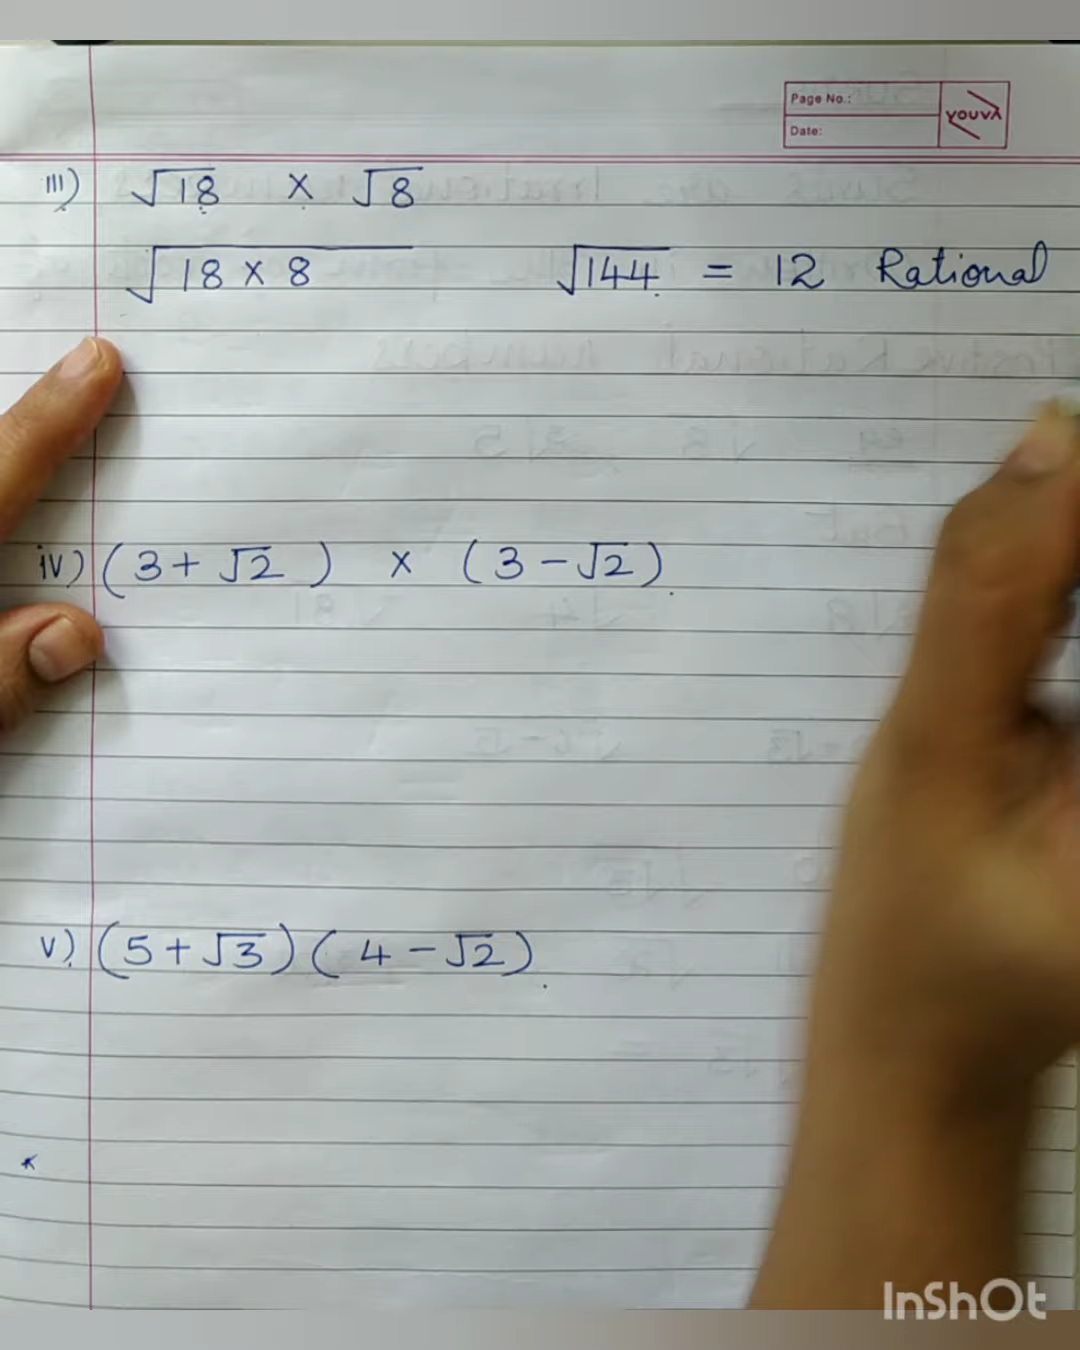 Page No.:
Date:
youva
III) √18 × √8
√18 × 8 √144 = 12 Rational
iv) (3 + √2) × (3 - √2)
v) (5 + √3) (4 - √2)
InShOt